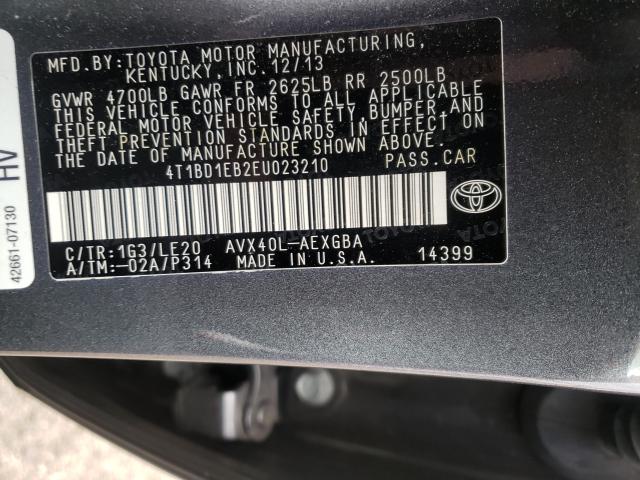 MFD.BY:TOYOTA MOTOR MANUFACTURING,
KENTUCKY,INC.12/13
GVWR 4700LB GAWR FR 2625LB RR 2500LB
THIS VEHICLE CONFORMS TO ALL APPLICABLE
FEDERAL MOTOR VEHICLE SAFETY,BUMPER,AND
THEFT PREVENTION STANDARDS IN EFFECT ON
THE DATE OF MANUFACTURE SHOWN ABOVE.
4T1BD1EB2EU023210 PASS.CAR
C/TR:1G3/LF20 AVX40L-AEXGBA
A/TM:-02A/P314 MADE IN U.S.A. 14399
42661-07130
HV